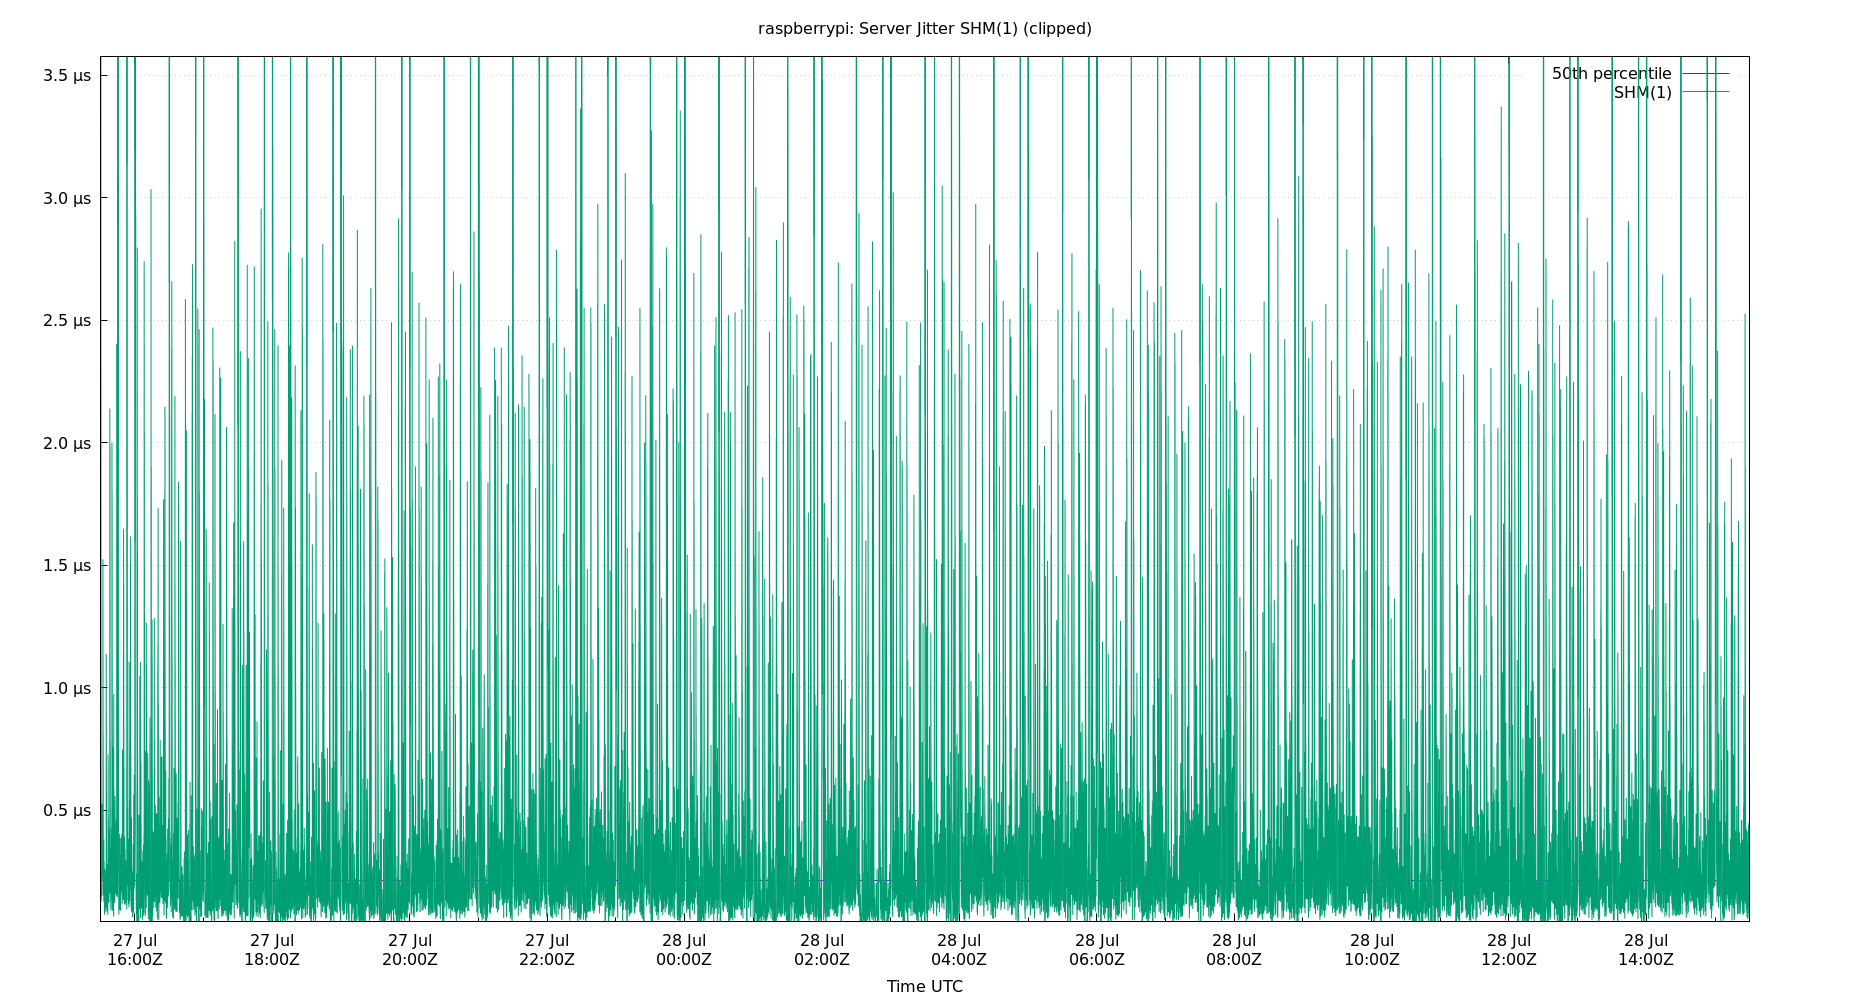 raspberrypi: Server Jitter SHM(1) (clipped)
50th percentile
SHM(1)
3.5 µs
3.0 µs
2.5 µs
2.0 µs
1.5 µs
1.0 µs
0.5 µs
27 Jul 27 Jul 27 Jul 27 Jul 28 Jul 28 Jul 28 Jul 28 Jul 28 Jul 28 Jul 28 Jul 28 Jul
16:00Z 18:00Z 20:00Z 22:00Z 00:00Z 02:00Z 04:00Z 06:00Z 08:00Z 10:00Z 12:00Z 14:00Z
Time UTC